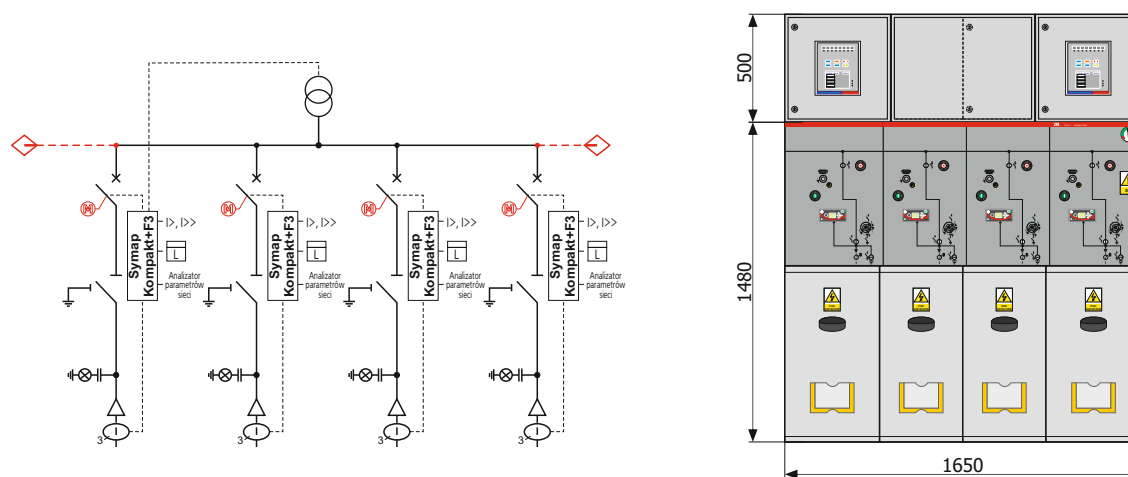 M
Symap
Kompakt+F3
I>, I>>
L
Analizator
parametrów
sieci
3
M
Symap
Kompakt+F3
I>, I>>
L
Analizator
parametrów
sieci
3
M
Symap
Kompakt+F3
I>, I>>
L
Analizator
parametrów
sieci
3
M
Symap
Kompakt+F3
I>, I>>
L
Analizator
parametrów
sieci
3
500
1480
1650